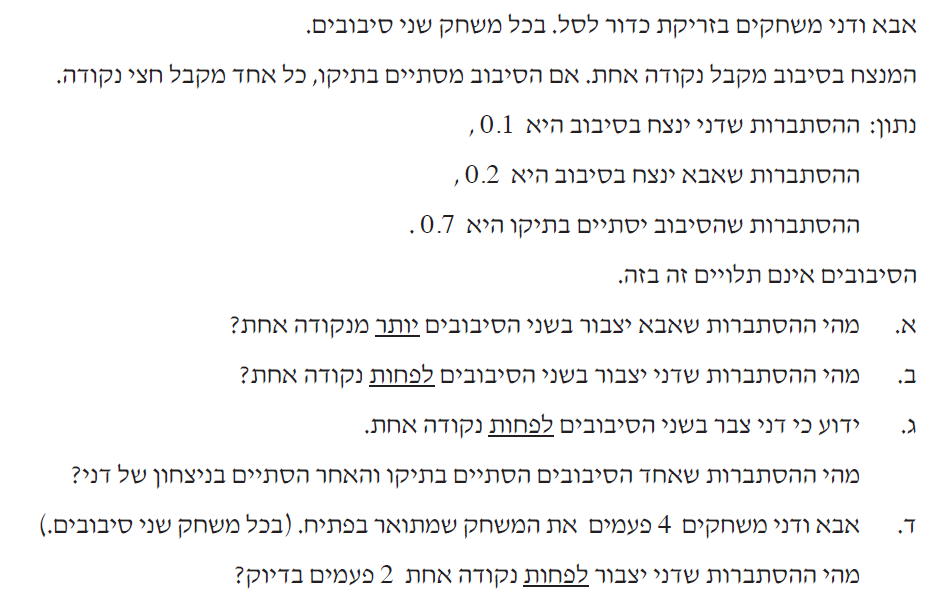 אבא ודני משחקים בזריקת כדור לסל. בכל משחק שני סיבובים.
המנצח בסיבוב מקבל נקודה אחת. אם הסיבוב מסתיים בתיקו, כל אחד מקבל חצי נקודה.
נתון: ההסתברות שדני ינצח בסיבוב היא 0.1 ,
ההסתברות שאבא ינצח בסיבוב היא 0.2 ,
ההסתברות שהסיבוב יסתיים בתיקו היא 0.7 .
הסיבובים אינם תלויים זה בזה.
א. מהי ההסתברות שאבא יצבור בשני הסיבובים יותר מנקודה אחת?
ב. מהי ההסתברות שדני יצבור בשני הסיבובים לפחות נקודה אחת?
ג. ידוע כי דני צבר בשני הסיבובים לפחות נקודה אחת.
מהי ההסתברות שאחד הסיבובים הסתיים בתיקו והאחר הסתיים בניצחון של דני?
ד. אבא ודני משחקים 4 פעמים את המשחק שמתואר בפתיח. (בכל משחק שני סיבובים.)
מהי ההסתברות שדני יצבור לפחות נקודה אחת 2 פעמים בדיוק?